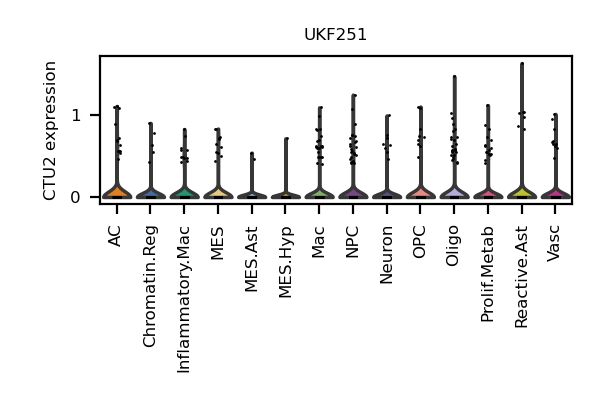 UKF251
CTU2 expression
1
0
AC
Chromatin.Reg
Inflammatory.Mac
MES
MES.Ast
MES.Hyp
Mac
NPC
Neuron
OPC
Oligo
Prolif.Metab
Reactive.Ast
Vasc